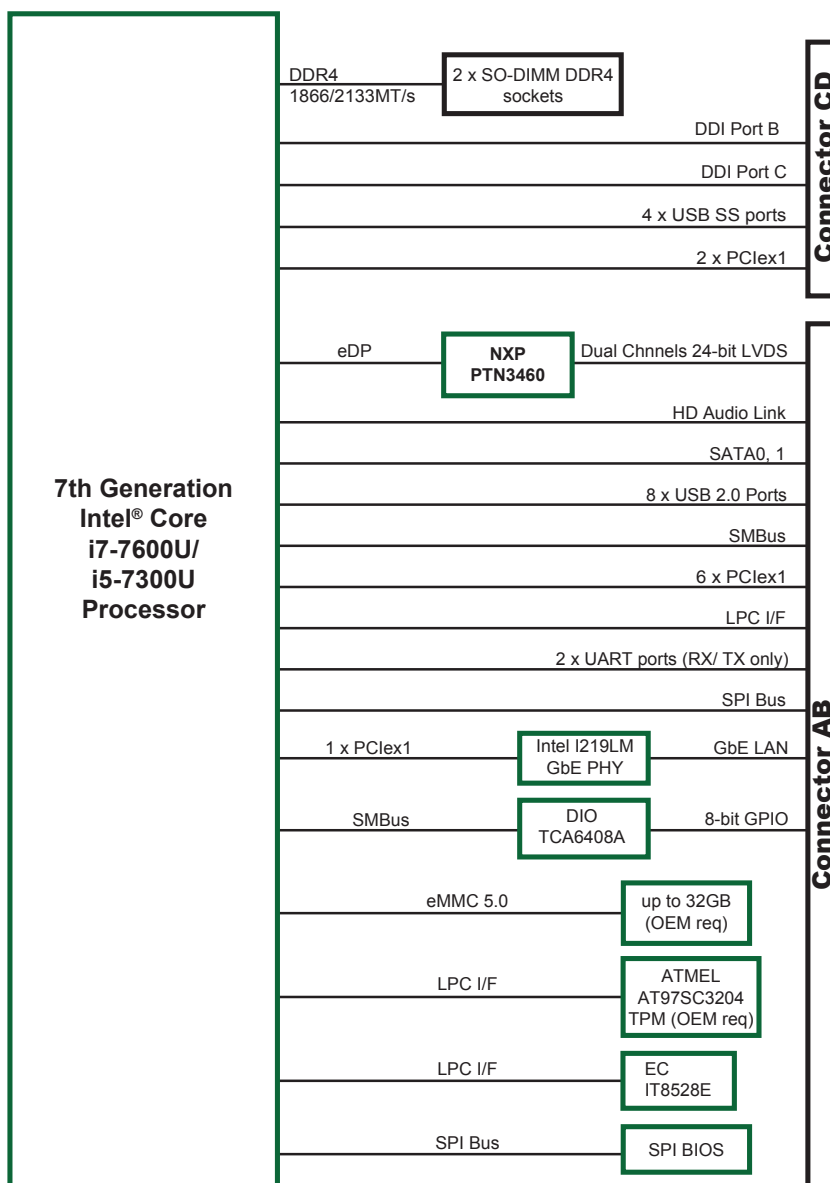 DDR4
1866/2133MT/s
2 x SO-DIMM DDR4
sockets
DDI Port B
DDI Port C
4 x USB SS ports
2 x PCIex1
Connector CD
eDP
NXP
PTN3460
Dual Chnnels 24-bit LVDS
HD Audio Link
SATA0, 1
8 x USB 2.0 Ports
SMBus
6 x PCIex1
LPC I/F
2 x UART ports (RX/ TX only)
SPI Bus
7th Generation
Intel® Core
i7-7600U/
i5-7300U
Processor
1 x PCIex1
Intel I219LM
GbE PHY
GbE LAN
SMBus
DIO
TCA6408A
8-bit GPIO
Connector AB
eMMC 5.0
up to 32GB
(OEM req)
LPC I/F
ATMEL
AT97SC3204
TPM (OEM req)
LPC I/F
EC
IT8528E
SPI Bus
SPI BIOS